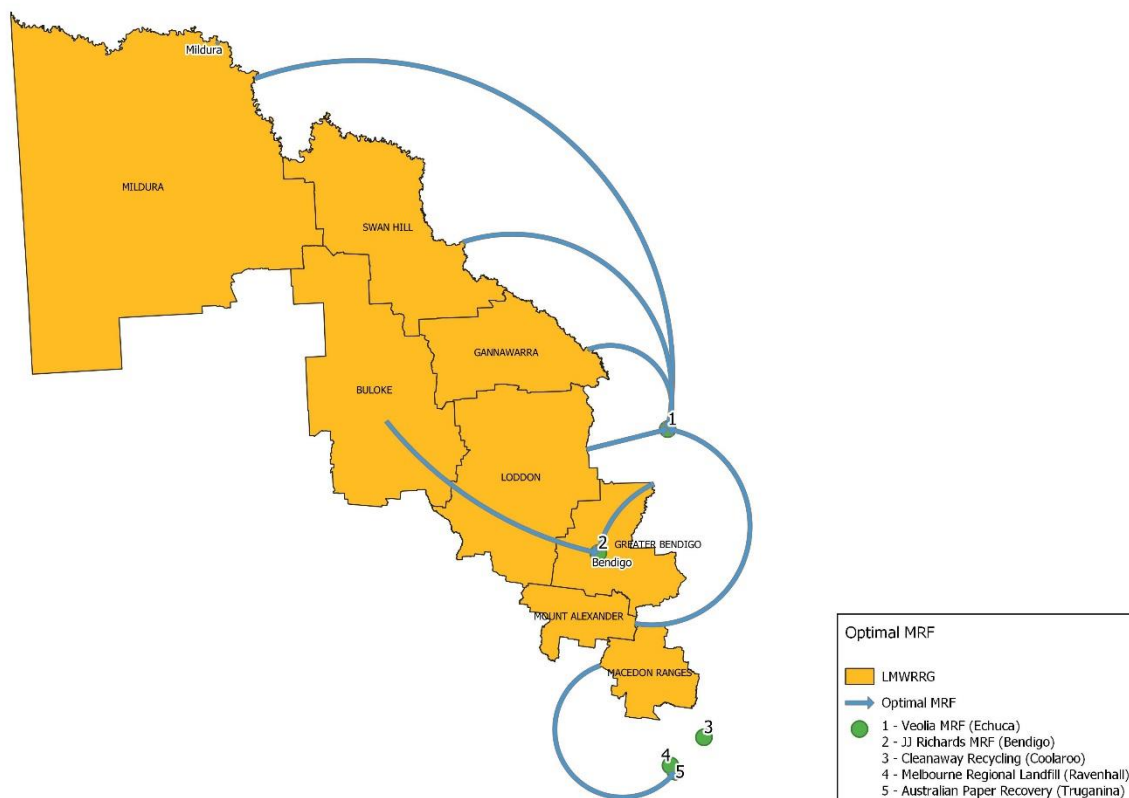 Mildura
MILDURA
SWAN HILL
GANNAWARRA
BULOKE
1
LODDON
2
GREATER BENDIGO
Bendigo
MOUNT ALEXANDER
MACEDON RANGES
3
4
5
Optimal MRF
LMWRRG
Optimal MRF
1 - Veolia MRF (Echuca)
2 - JJ Richards MRF (Bendigo)
3 - Cleanaway Recycling (Coolaroo)
4 - Melbourne Regional Landfill (Ravenhall)
5 - Australian Paper Recovery (Truganina)